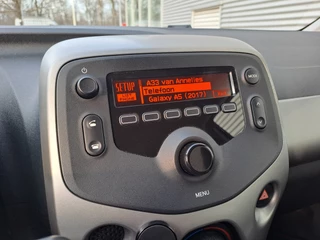 SETUP
A33 van Annelies
Telefoon
Galaxy A5 (2017)
MENU